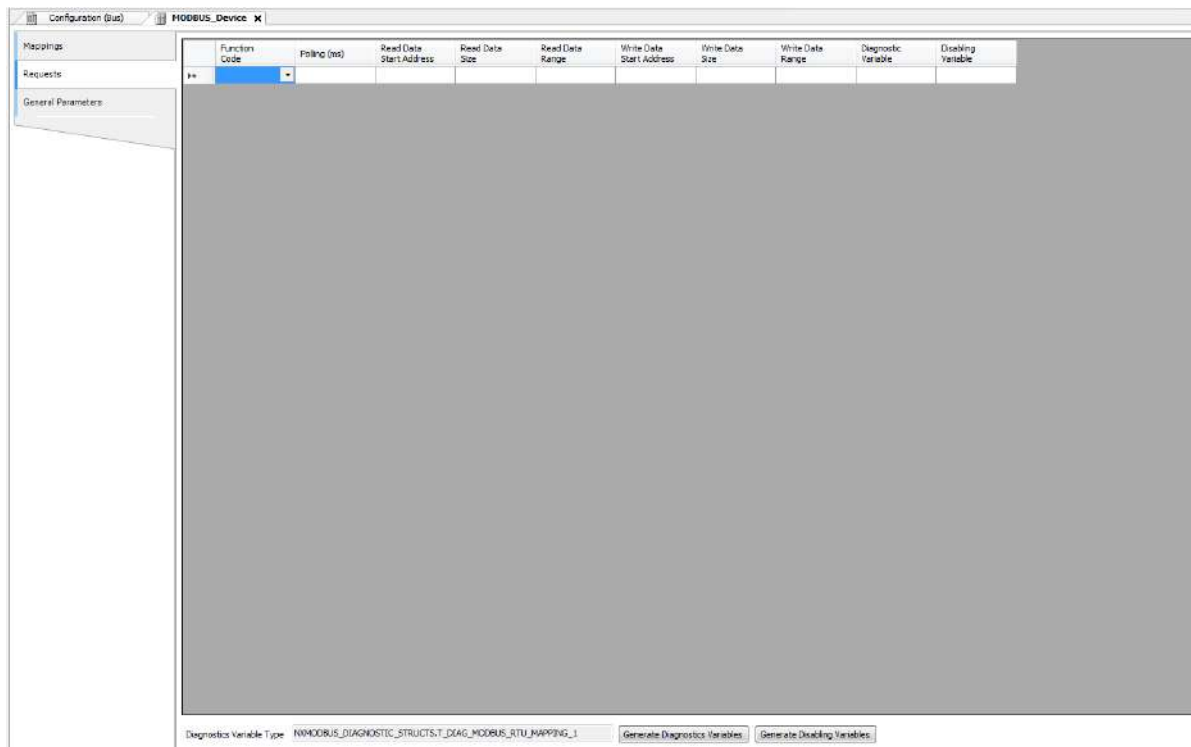 Configuration (Bus)
MODBUS_Device
Mappings
Requests
General Parameters
Function Code
Polling (ms)
Read Data Start Address
Read Data Size
Read Data Range
Write Data Start Address
Write Data Size
Write Data Range
Diagnostic Variable
Disabling Variable
Diagnostics Variable Type
NXMODBUS_DIAGNOSTIC_STRUCTS.T_DIAG_MODBUS_RTU_MAPPING_1
Generate Diagnostics Variables
Generate Disabling Variables